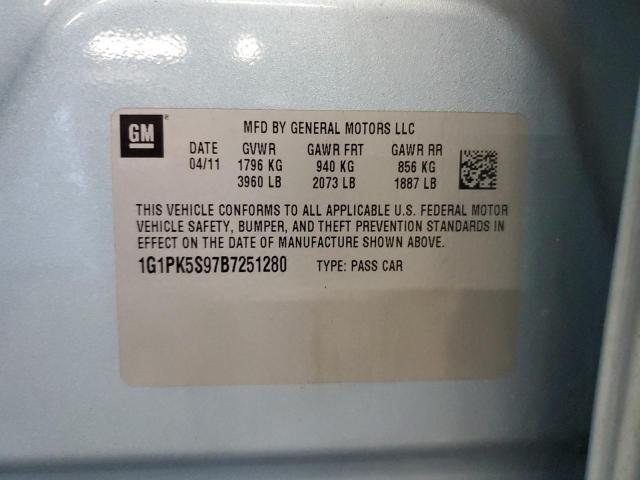 GM
MFD BY GENERAL MOTORS LLC
DATE GVWR GAWR FRT GAWR RR
04/11 1796 KG 940 KG 856 KG
3960 LB 2073 LB 1887 LB
THIS VEHICLE CONFORMS TO ALL APPLICABLE U.S. FEDERAL MOTOR
VEHICLE SAFETY, BUMPER, AND THEFT PREVENTION STANDARDS IN
EFFECT ON THE DATE OF MANUFACTURE SHOWN ABOVE.
1G1PK5S97B7251280 TYPE: PASS CAR